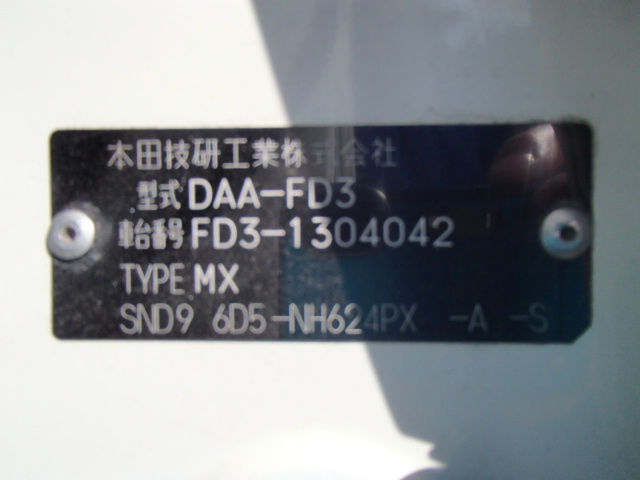 本田技研工業株式会社
型式 DAA-FD3
車台番号 FD3-1304042
TYPE MX
SND9 6D5-NH624PX -A -S